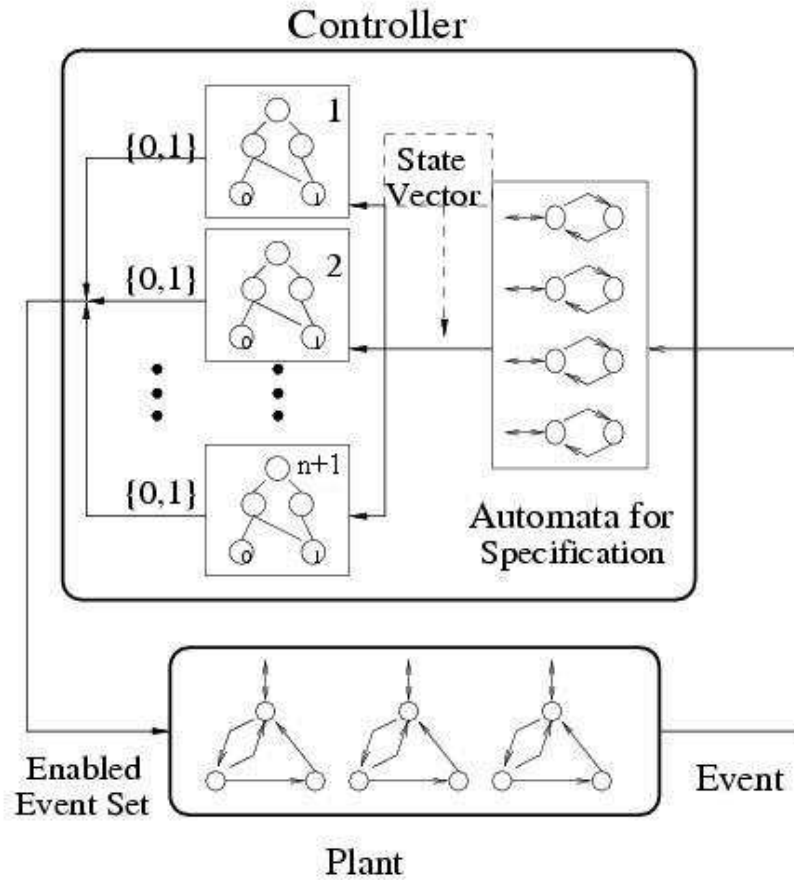 Controller
1
{0,1}
0 1
State
Vector
2
{0,1}
0 1
n+1
{0,1}
0 1
Automata for
Specification
Enabled
Event Set
Event
Plant